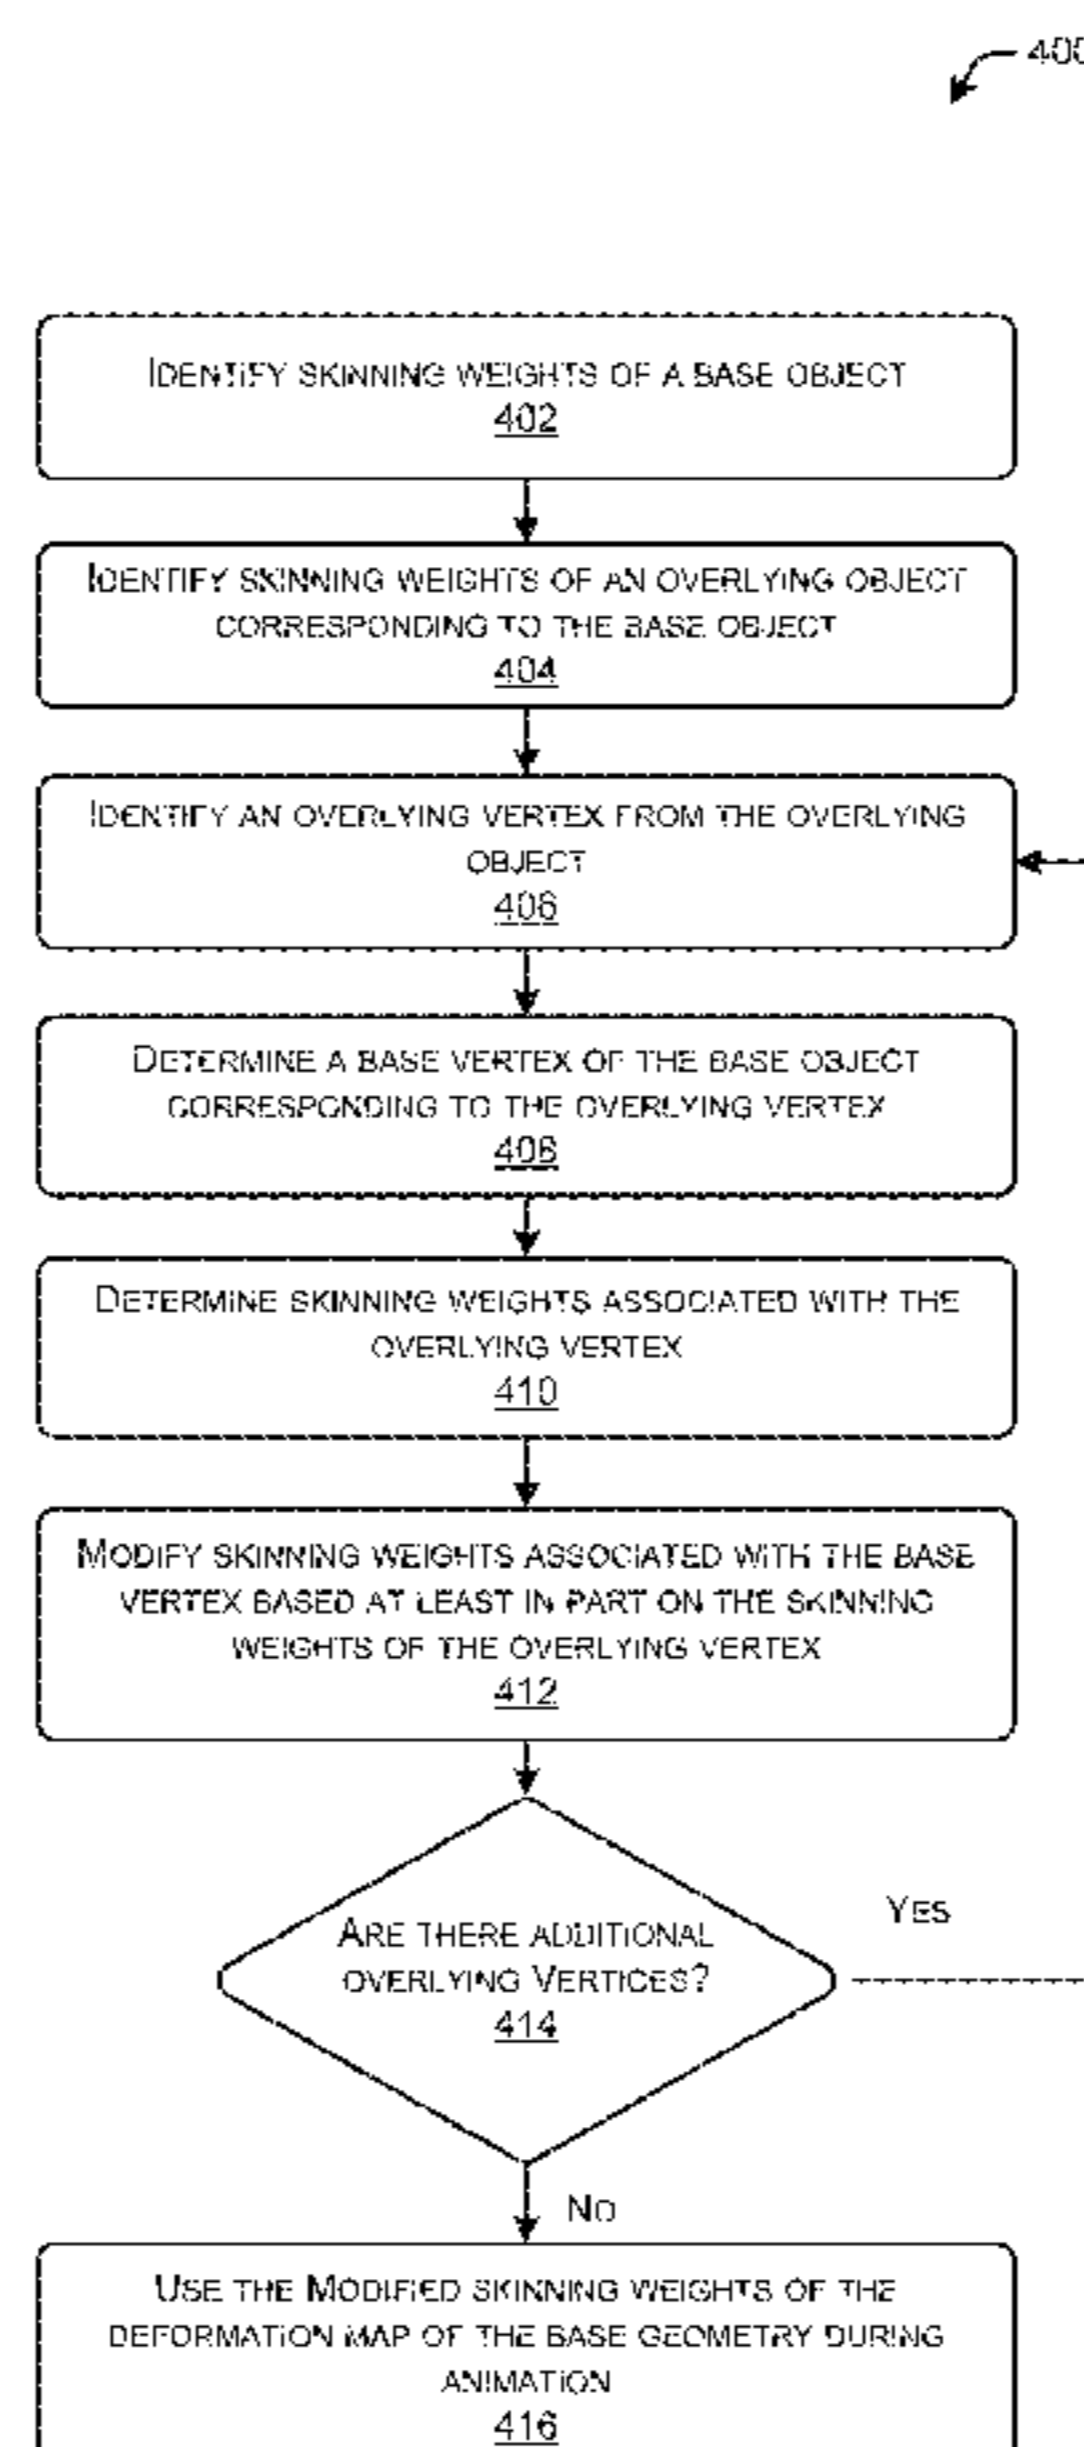 400
IDENTIFY SKINNING WEIGHTS OF A BASE OBJECT
402
IDENTIFY SKINNING WEIGHTS OF AN OVERLYING OBJECT
CORRESPONDING TO THE BASE OBJECT
404
IDENTIFY AN OVERLYING VERTEX FROM THE OVERLYING
OBJECT
406
DETERMINE A BASE VERTEX OF THE BASE OBJECT
CORRESPONDING TO THE OVERLYING VERTEX
408
DETERMINE SKINNING WEIGHTS ASSOCIATED WITH THE
OVERLYING VERTEX
410
MODIFY SKINNING WEIGHTS ASSOCIATED WITH THE BASE
VERTEX BASED AT LEAST IN PART ON THE SKINNING
WEIGHTS OF THE OVERLYING VERTEX
412
ARE THERE ADDITIONAL
OVERLYING VERTICES?
414
YES
NO
USE THE MODIFIED SKINNING WEIGHTS OF THE
DEFORMATION MAP OF THE BASE GEOMETRY DURING
ANIMATION
416